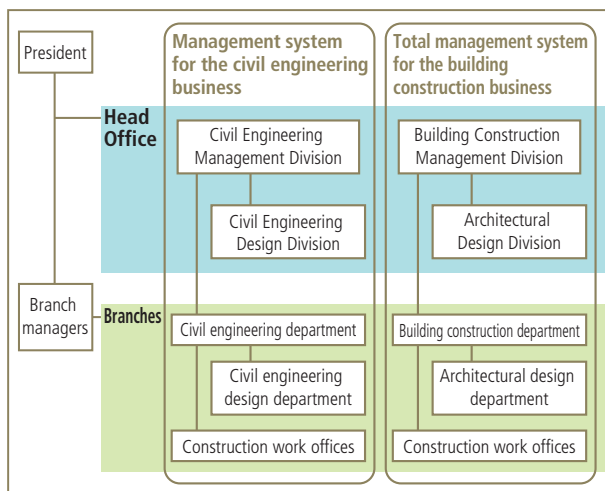 President
Management system
for the civil engineering
business
Total management system
for the building
construction business
Head
Office
Civil Engineering
Management Division
Building Construction
Management Division
Civil Engineering
Design Division
Architectural
Design Division
Branch
managers
Branches
Civil engineering department
Building construction department
Civil engineering
design department
Architectural design
department
Construction work offices
Construction work offices